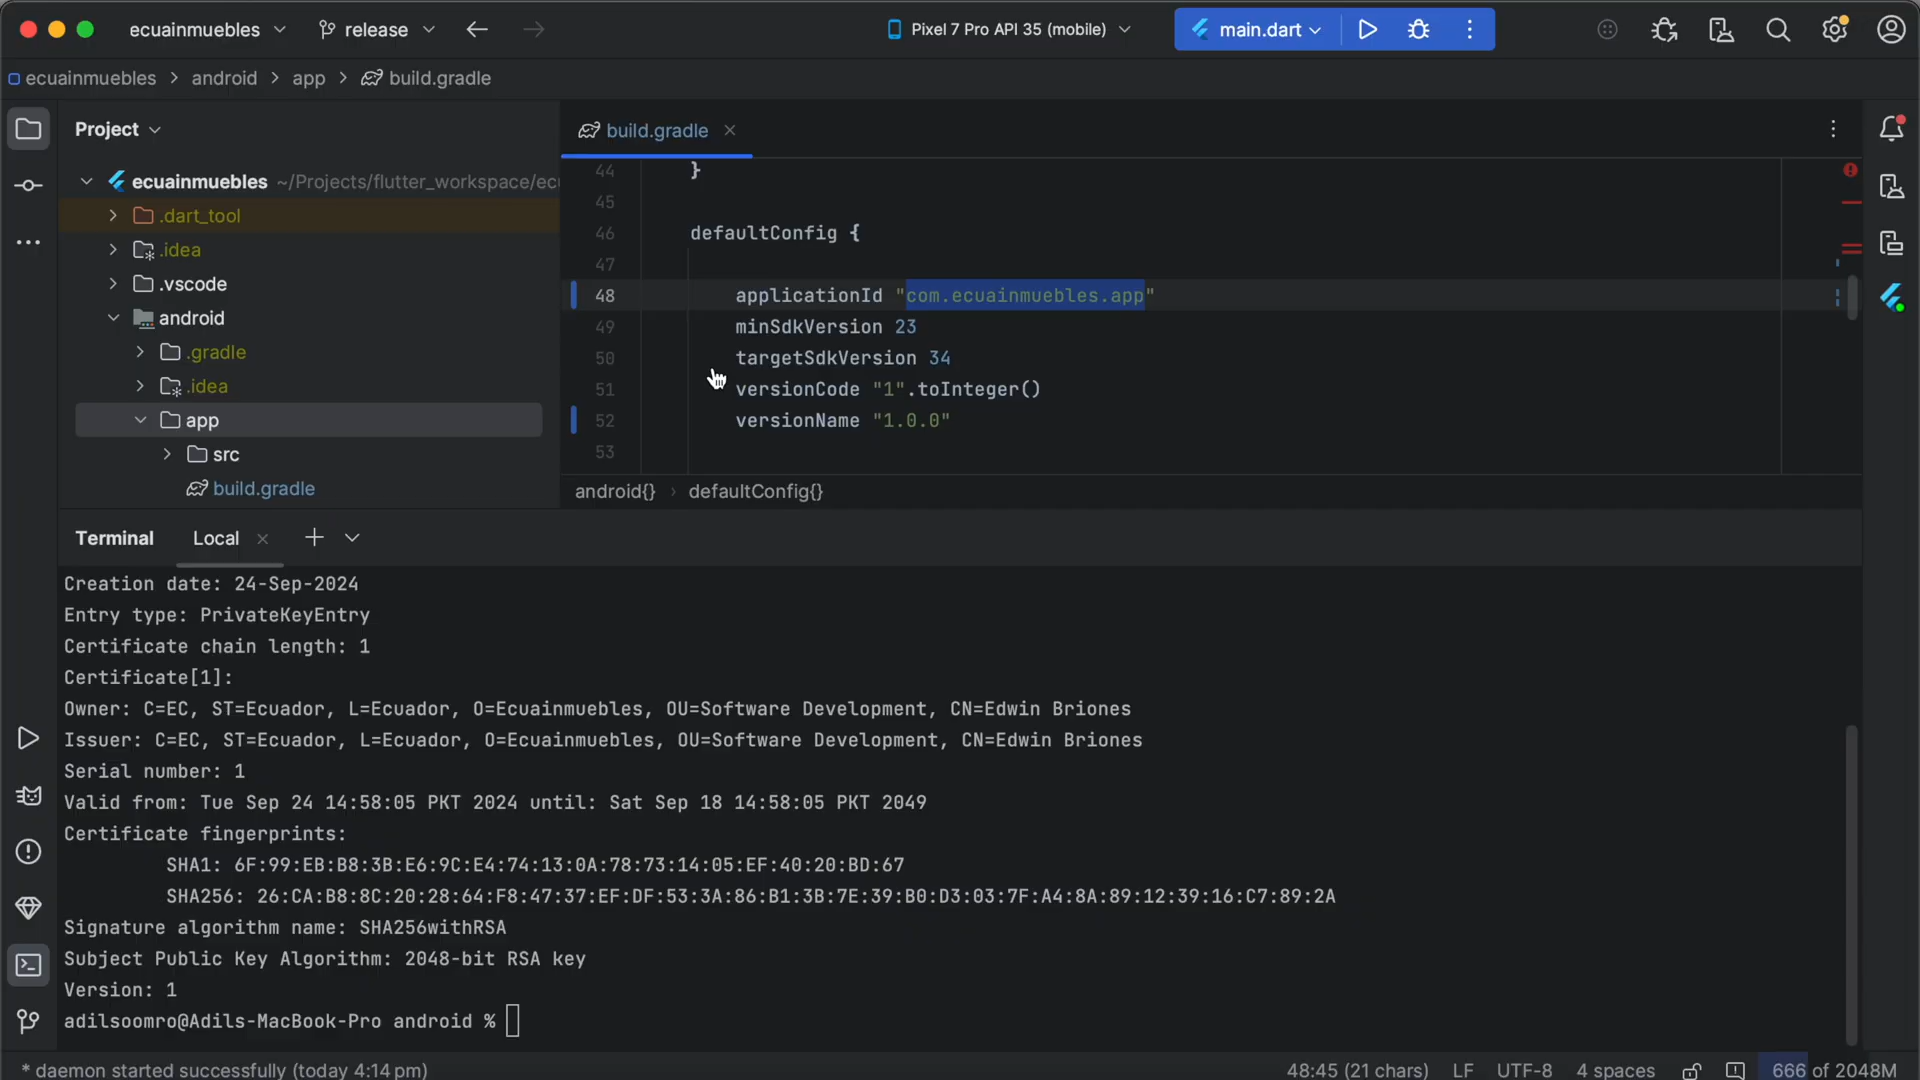 ecuainmuebles
release
Pixel 7 Pro API 35 (mobile)
main.dart
ecuainmuebles > android > app > build.gradle
Project
build.gradle
ecuainmuebles ~/Projects/flutter_workspace/ecu
.dart_tool
.idea
.vscode
android
.gradle
.idea
app
src
build.gradle
44 }
45
46 defaultConfig {
47
48 applicationId "com.ecuainmuebles.app"
49 minSdkVersion 23
50 targetSdkVersion 34
51 versionCode "1".toInteger()
52 versionName "1.0.0"
53
android{} > defaultConfig{}
Terminal Local
Creation date: 24-Sep-2024
Entry type: PrivateKeyEntry
Certificate chain length: 1
Certificate[1]:
Owner: C=EC, ST=Ecuador, L=Ecuador, O=Ecuainmuebles, OU=Software Development, CN=Edwin Briones
Issuer: C=EC, ST=Ecuador, L=Ecuador, O=Ecuainmuebles, OU=Software Development, CN=Edwin Briones
Serial number: 1
Valid from: Tue Sep 24 14:58:05 PKT 2024 until: Sat Sep 18 14:58:05 PKT 2049
Certificate fingerprints:
SHA1: 6F:99:EB:B8:3B:E6:9C:E4:74:13:0A:78:73:14:05:EF:40:20:BD:67
SHA256: 26:CA:B8:8C:20:28:64:F8:47:37:EF:DF:53:3A:86:B1:3B:7E:39:B0:D3:03:7F:A4:8A:89:12:39:16:C7:89:2A
Signature algorithm name: SHA256withRSA
Subject Public Key Algorithm: 2048-bit RSA key
Version: 1
adilsoomro@Adils-MacBook-Pro android %
* daemon started successfully (today 4:14 pm)
48:45 (21 chars) LF UTF-8 4 spaces 666 of 2048M